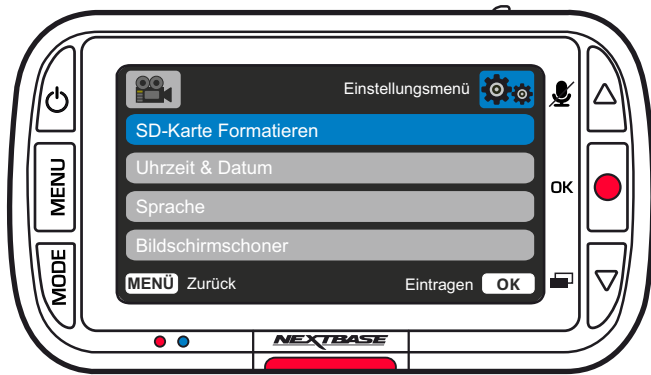 Einstellungsmenü
SD-Karte Formatieren
Uhrzeit & Datum
Sprache
Bildschirmschoner
MENÜ Zurück Eintragen OK
MENU
MODE
OK
NEXTBASE